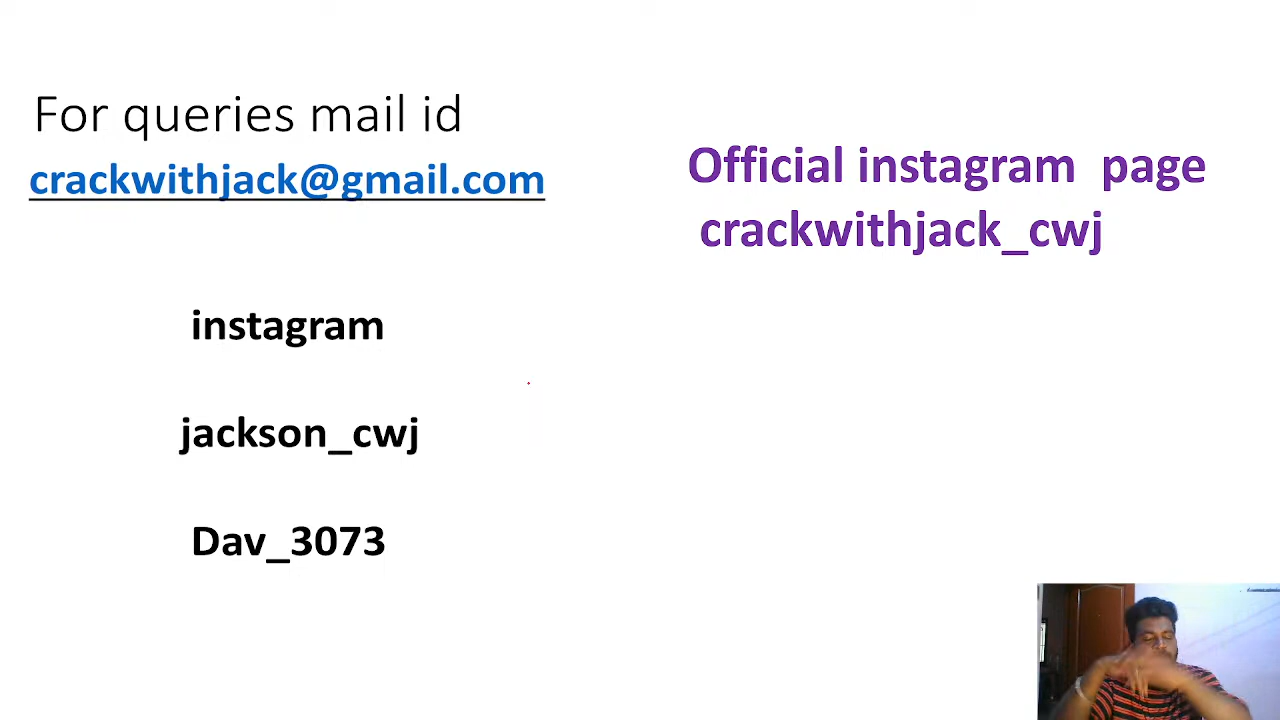 For queries mail id
crackwithjack@gmail.com
Official instagram page
crackwithjack_cwj
instagram
jackson_cwj
Dav_3073